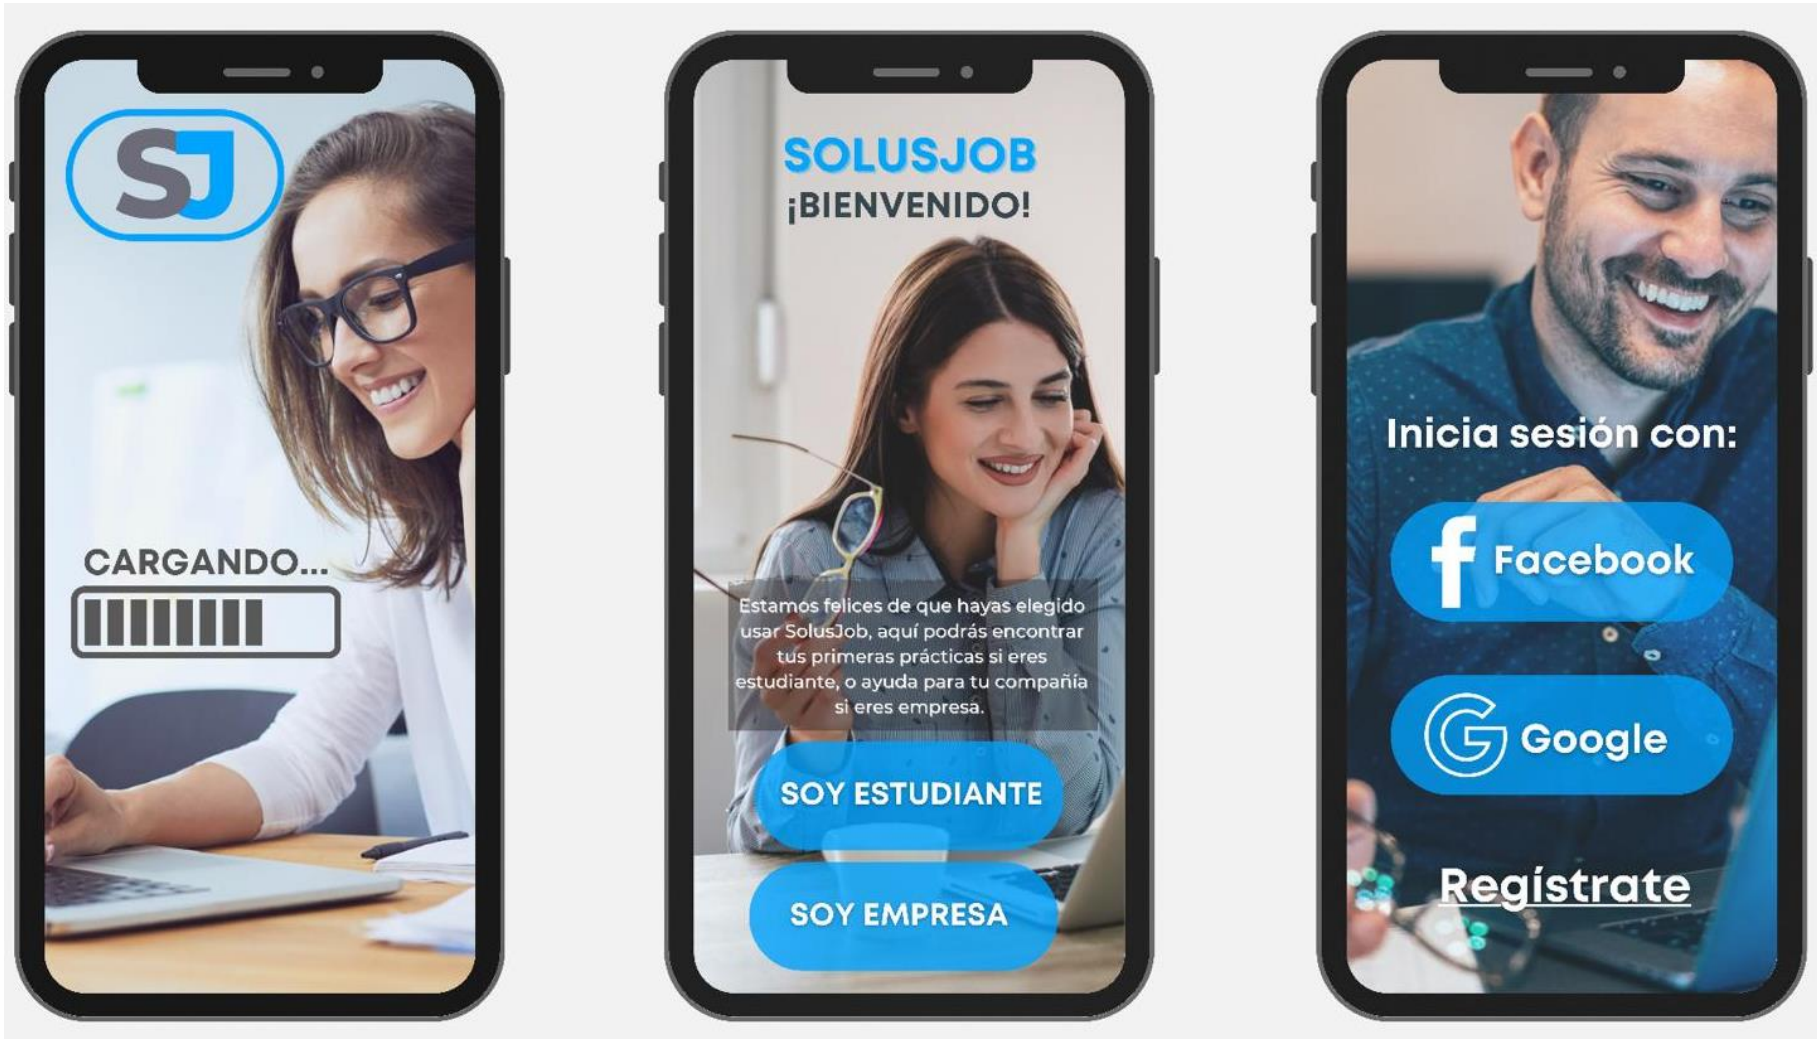 SJ
CARGANDO...
SOLUSJOB
¡BIENVENIDO!
Estamos felices de que hayas elegido
usar SolusJob, aquí podrás encontrar
tus primeras prácticas si eres
estudiante, o ayuda para tu compañía
si eres empresa.
SOY ESTUDIANTE
SOY EMPRESA
Inicia sesión con:
f Facebook
G Google
Regístrate